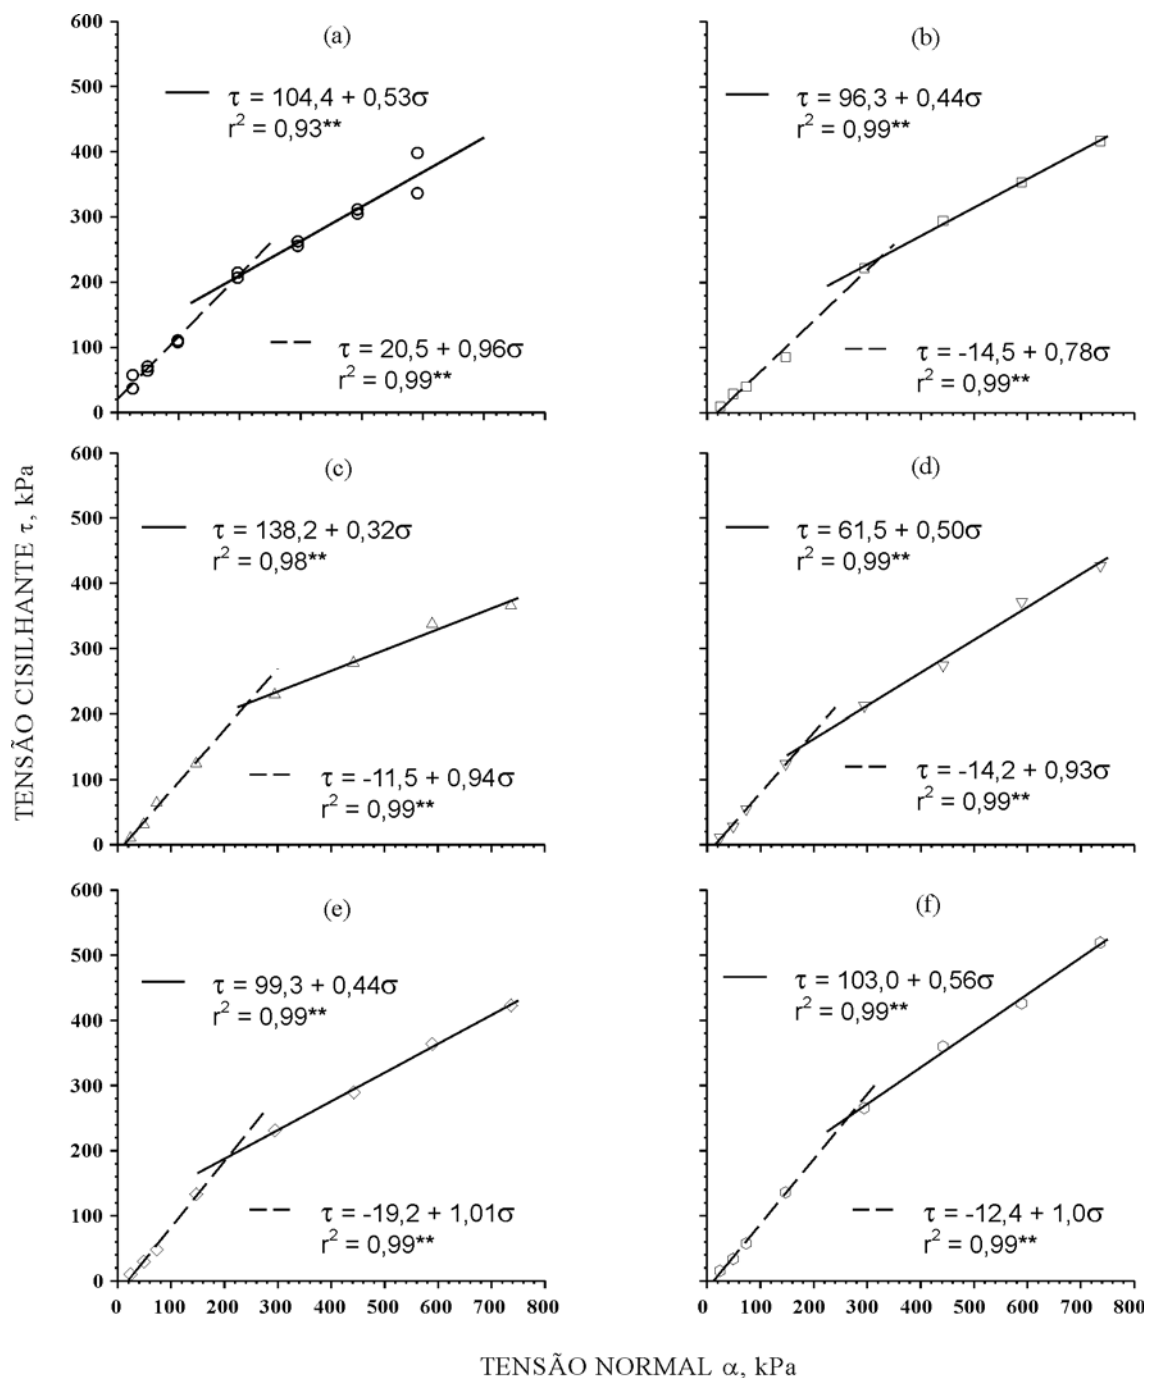 (a)
600
500
400
300
200
100
0
τ = 104,4 + 0,53σ
r² = 0,93**
τ = 20,5 + 0,96σ
r² = 0,99**
(b)
τ = 96,3 + 0,44σ
r² = 0,99**
τ = -14,5 + 0,78σ
r² = 0,99**
TENSÃO CISILHANTE τ, kPa
(c)
600
500
400
300
200
100
0
τ = 138,2 + 0,32σ
r² = 0,98**
τ = -11,5 + 0,94σ
r² = 0,99**
(d)
τ = 61,5 + 0,50σ
r² = 0,99**
τ = -14,2 + 0,93σ
r² = 0,99**
(e)
600
500
400
300
200
100
0
τ = 99,3 + 0,44σ
r² = 0,99**
τ = -19,2 + 1,01σ
r² = 0,99**
0 100 200 300 400 500 600 700 800
(f)
τ = 103,0 + 0,56σ
r² = 0,99**
τ = -12,4 + 1,0σ
r² = 0,99**
0 100 200 300 400 500 600 700 800
TENSÃO NORMAL α, kPa